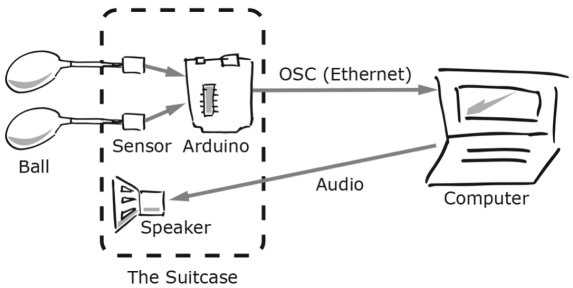 OSC (Ethernet)
Sensor Arduino
Ball
Audio
Computer
Speaker
The Suitcase